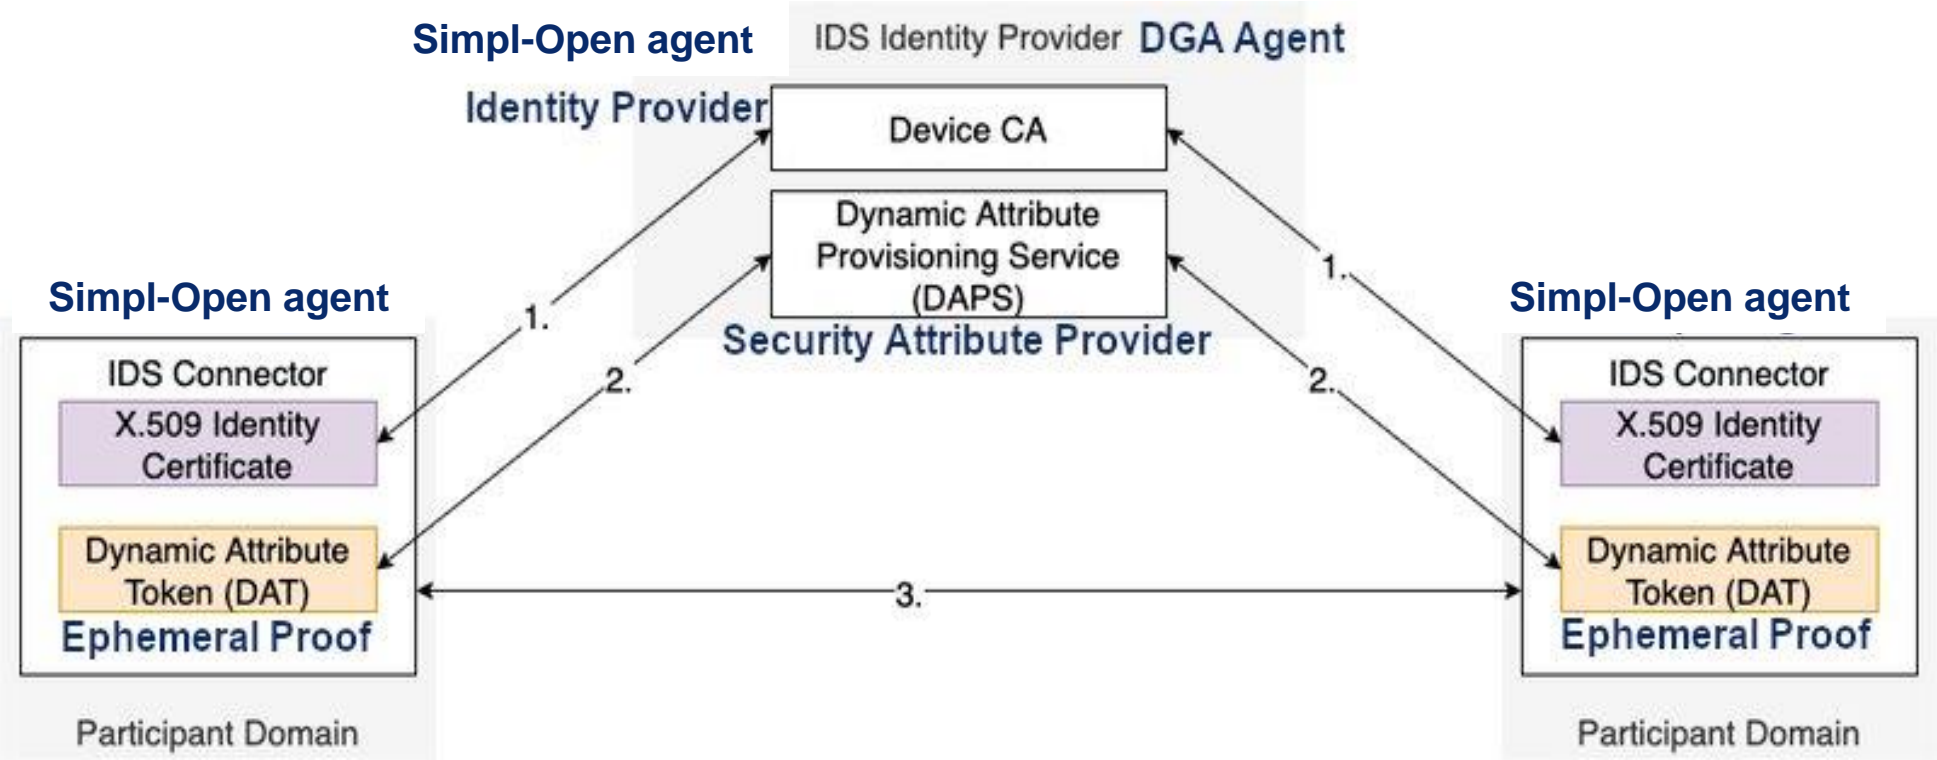 Simpl-Open agent
IDS Identity Provider DGA Agent
Identity Provider
Device CA
Dynamic Attribute
Provisioning Service
(DAPS)
Security Attribute Provider
1.
1.
2.
2.
3.
Simpl-Open agent
IDS Connector
X.509 Identity
Certificate
Dynamic Attribute
Token (DAT)
Ephemeral Proof
Participant Domain
Simpl-Open agent
IDS Connector
X.509 Identity
Certificate
Dynamic Attribute
Token (DAT)
Ephemeral Proof
Participant Domain